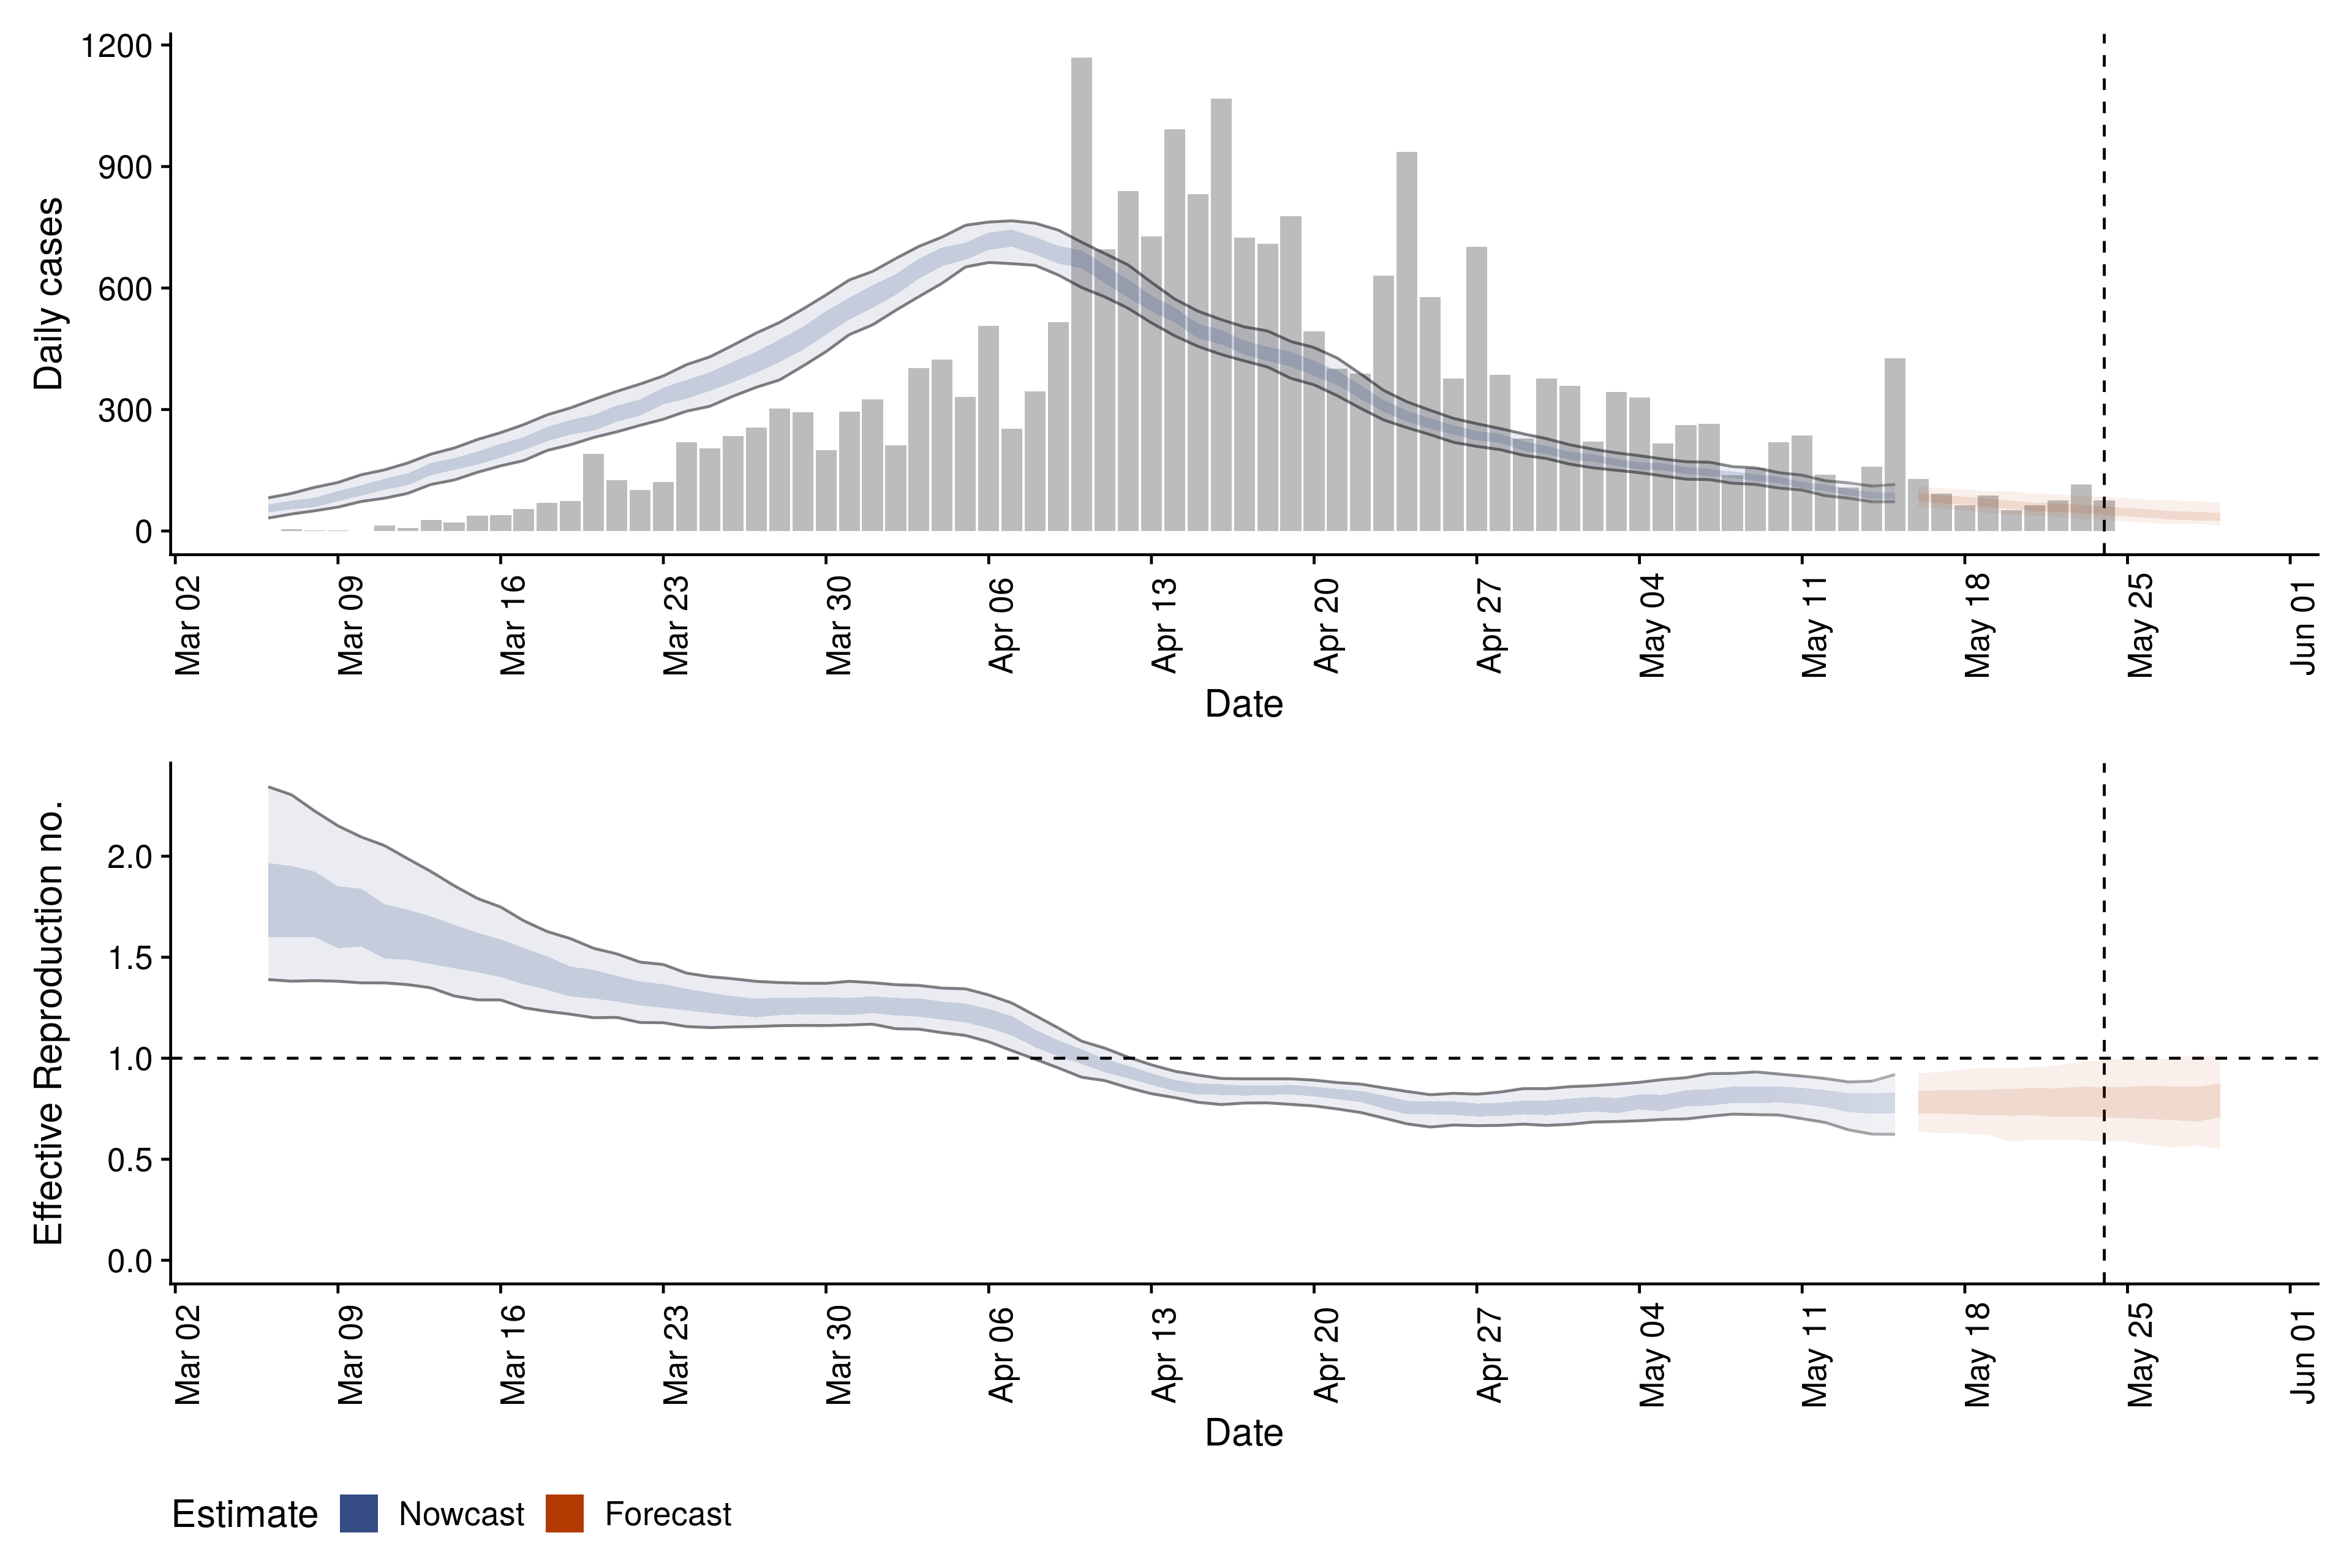 Daily cases
1200
900
600
300
0
Mar 02
Mar 09
Mar 16
Mar 23
Mar 30
Apr 06
Apr 13
Apr 20
Apr 27
May 04
May 11
May 18
May 25
Jun 01
Date
Effective Reproduction no.
2.0
1.5
1.0
0.5
0.0
Mar 02
Mar 09
Mar 16
Mar 23
Mar 30
Apr 06
Apr 13
Apr 20
Apr 27
May 04
May 11
May 18
May 25
Jun 01
Date
Estimate Nowcast Forecast